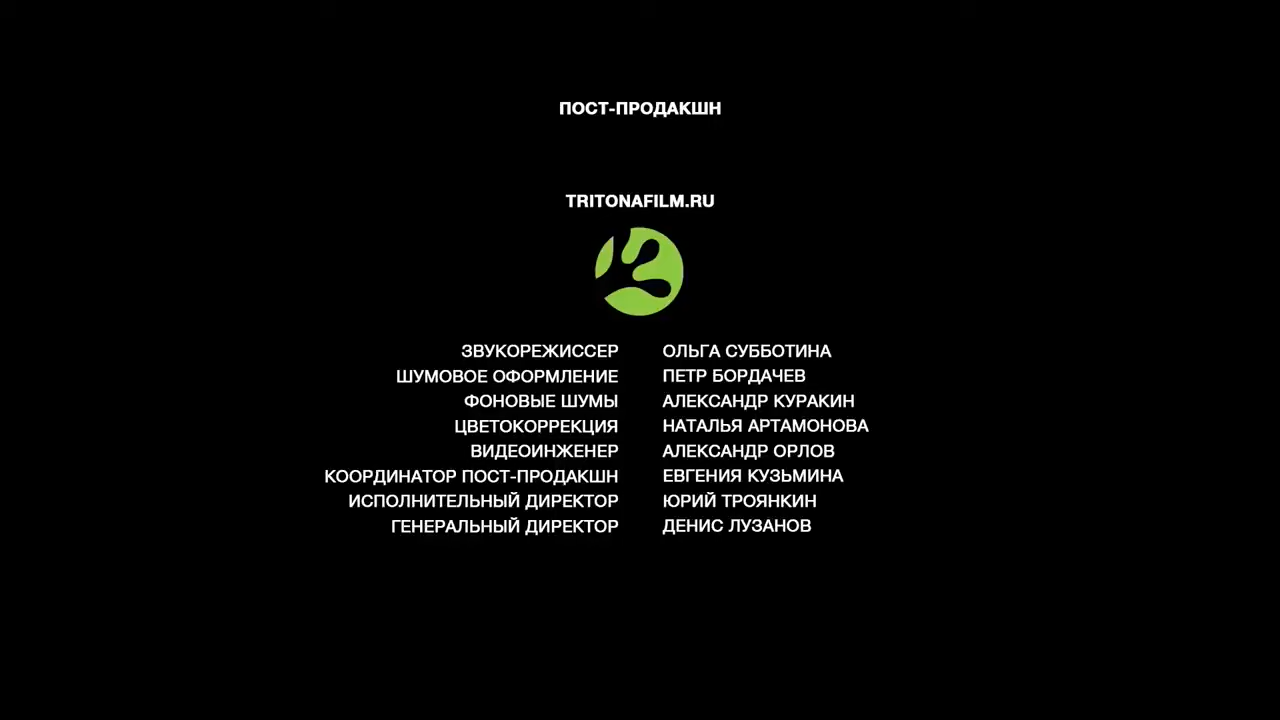 ПОСТ-ПРОДАКШН
TRITONAFILM.RU
ЗВУКОРЕЖИССЕР ОЛЬГА СУББОТИНА
ШУМОВОЕ ОФОРМЛЕНИЕ ПЕТР БОРДАЧЕВ
ФОНОВЫЕ ШУМЫ АЛЕКСАНДР КУРАКИН
ЦВЕТОКОРРЕКЦИЯ НАТАЛЬЯ АРТАМОНОВА
ВИДЕОИНЖЕНЕР АЛЕКСАНДР ОРЛОВ
КООРДИНАТОР ПОСТ-ПРОДАКШН ЕВГЕНИЯ КУЗЬМИНА
ИСПОЛНИТЕЛЬНЫЙ ДИРЕКТОР ЮРИЙ ТРОЯНКИН
ГЕНЕРАЛЬНЫЙ ДИРЕКТОР ДЕНИС ЛУЗАНОВ